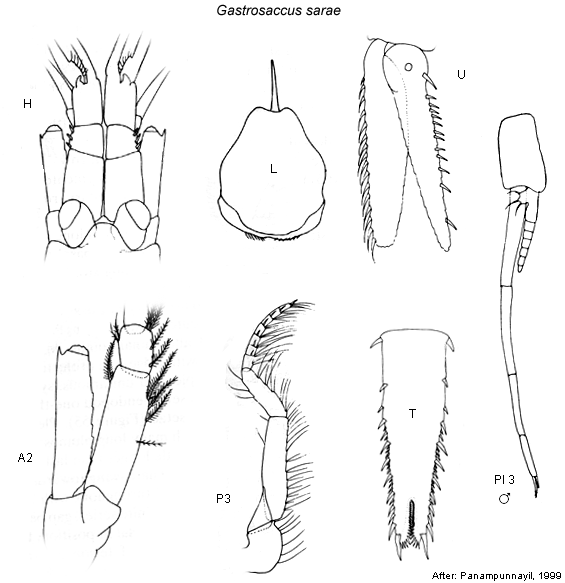 Gastrosaccus sarae
H
L
U
A2
P3
T
Pl 3
♂
After: Panampunnayil, 1999